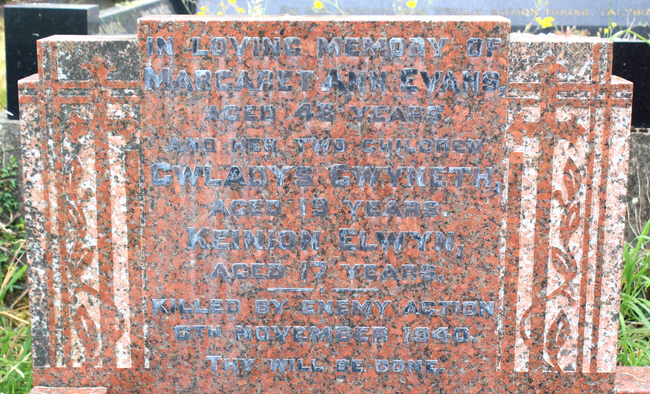 IN LOVING MEMORY OF
MARGARET ANN EVANS,
AGED 48 YEARS.
AND HER TWO CHILDREN
GWLADYS GWYNETH,
AGED 19 YEARS.
KEINION ELWYN,
AGED 17 YEARS.
KILLED BY ENEMY ACTION
6TH NOVEMBER 1940.
THY WILL BE DONE.